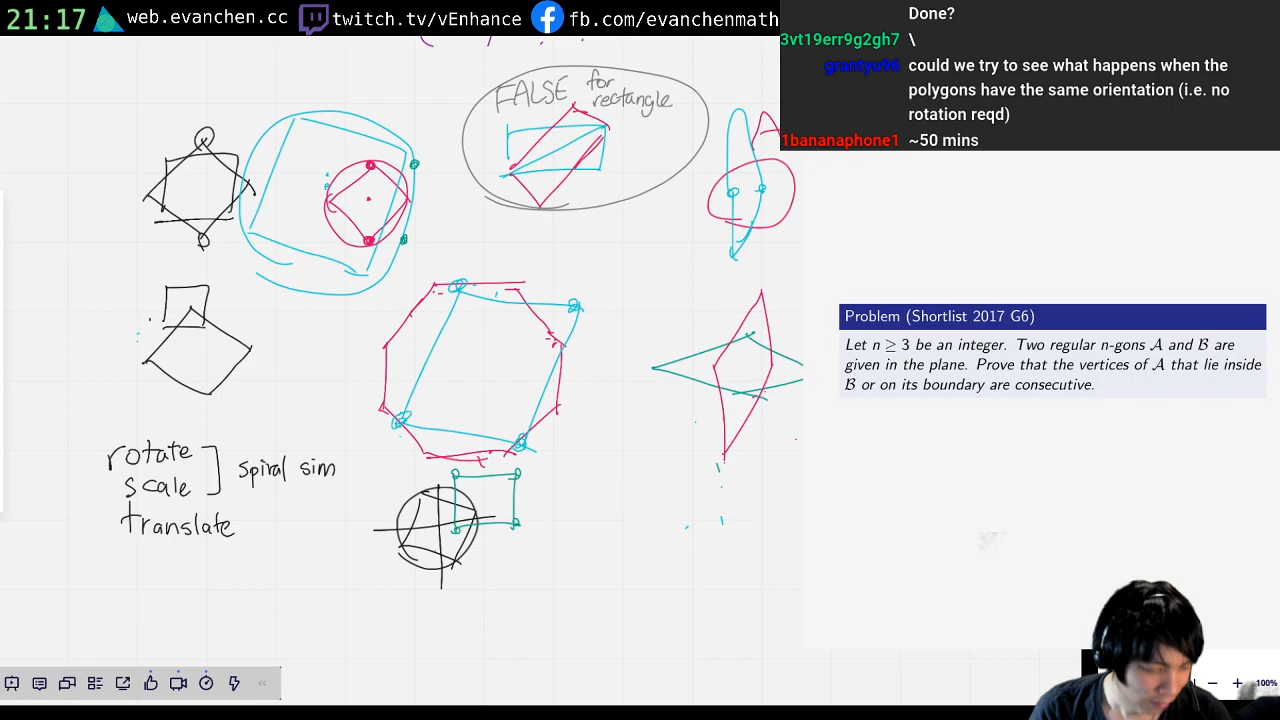 21:17 web.evanchen.cc twitch.tv/vEnhance fb.com/evanchenmath
Done?
3vt19err9g2gh7 \
grantyu96 could we try to see what happens when the
polygons have the same orientation (i.e. no
rotation reqd)
1bananaphone1 ~50 mins
FALSE for
rectangle
Problem (Shortlist 2017 G6)
Let n ≥ 3 be an integer. Two regular n-gons 𝒜 and ℬ are
given in the plane. Prove that the vertices of 𝒜 that lie inside
ℬ or on its boundary are consecutive.
rotate
scale
spiral sim
translate
100%